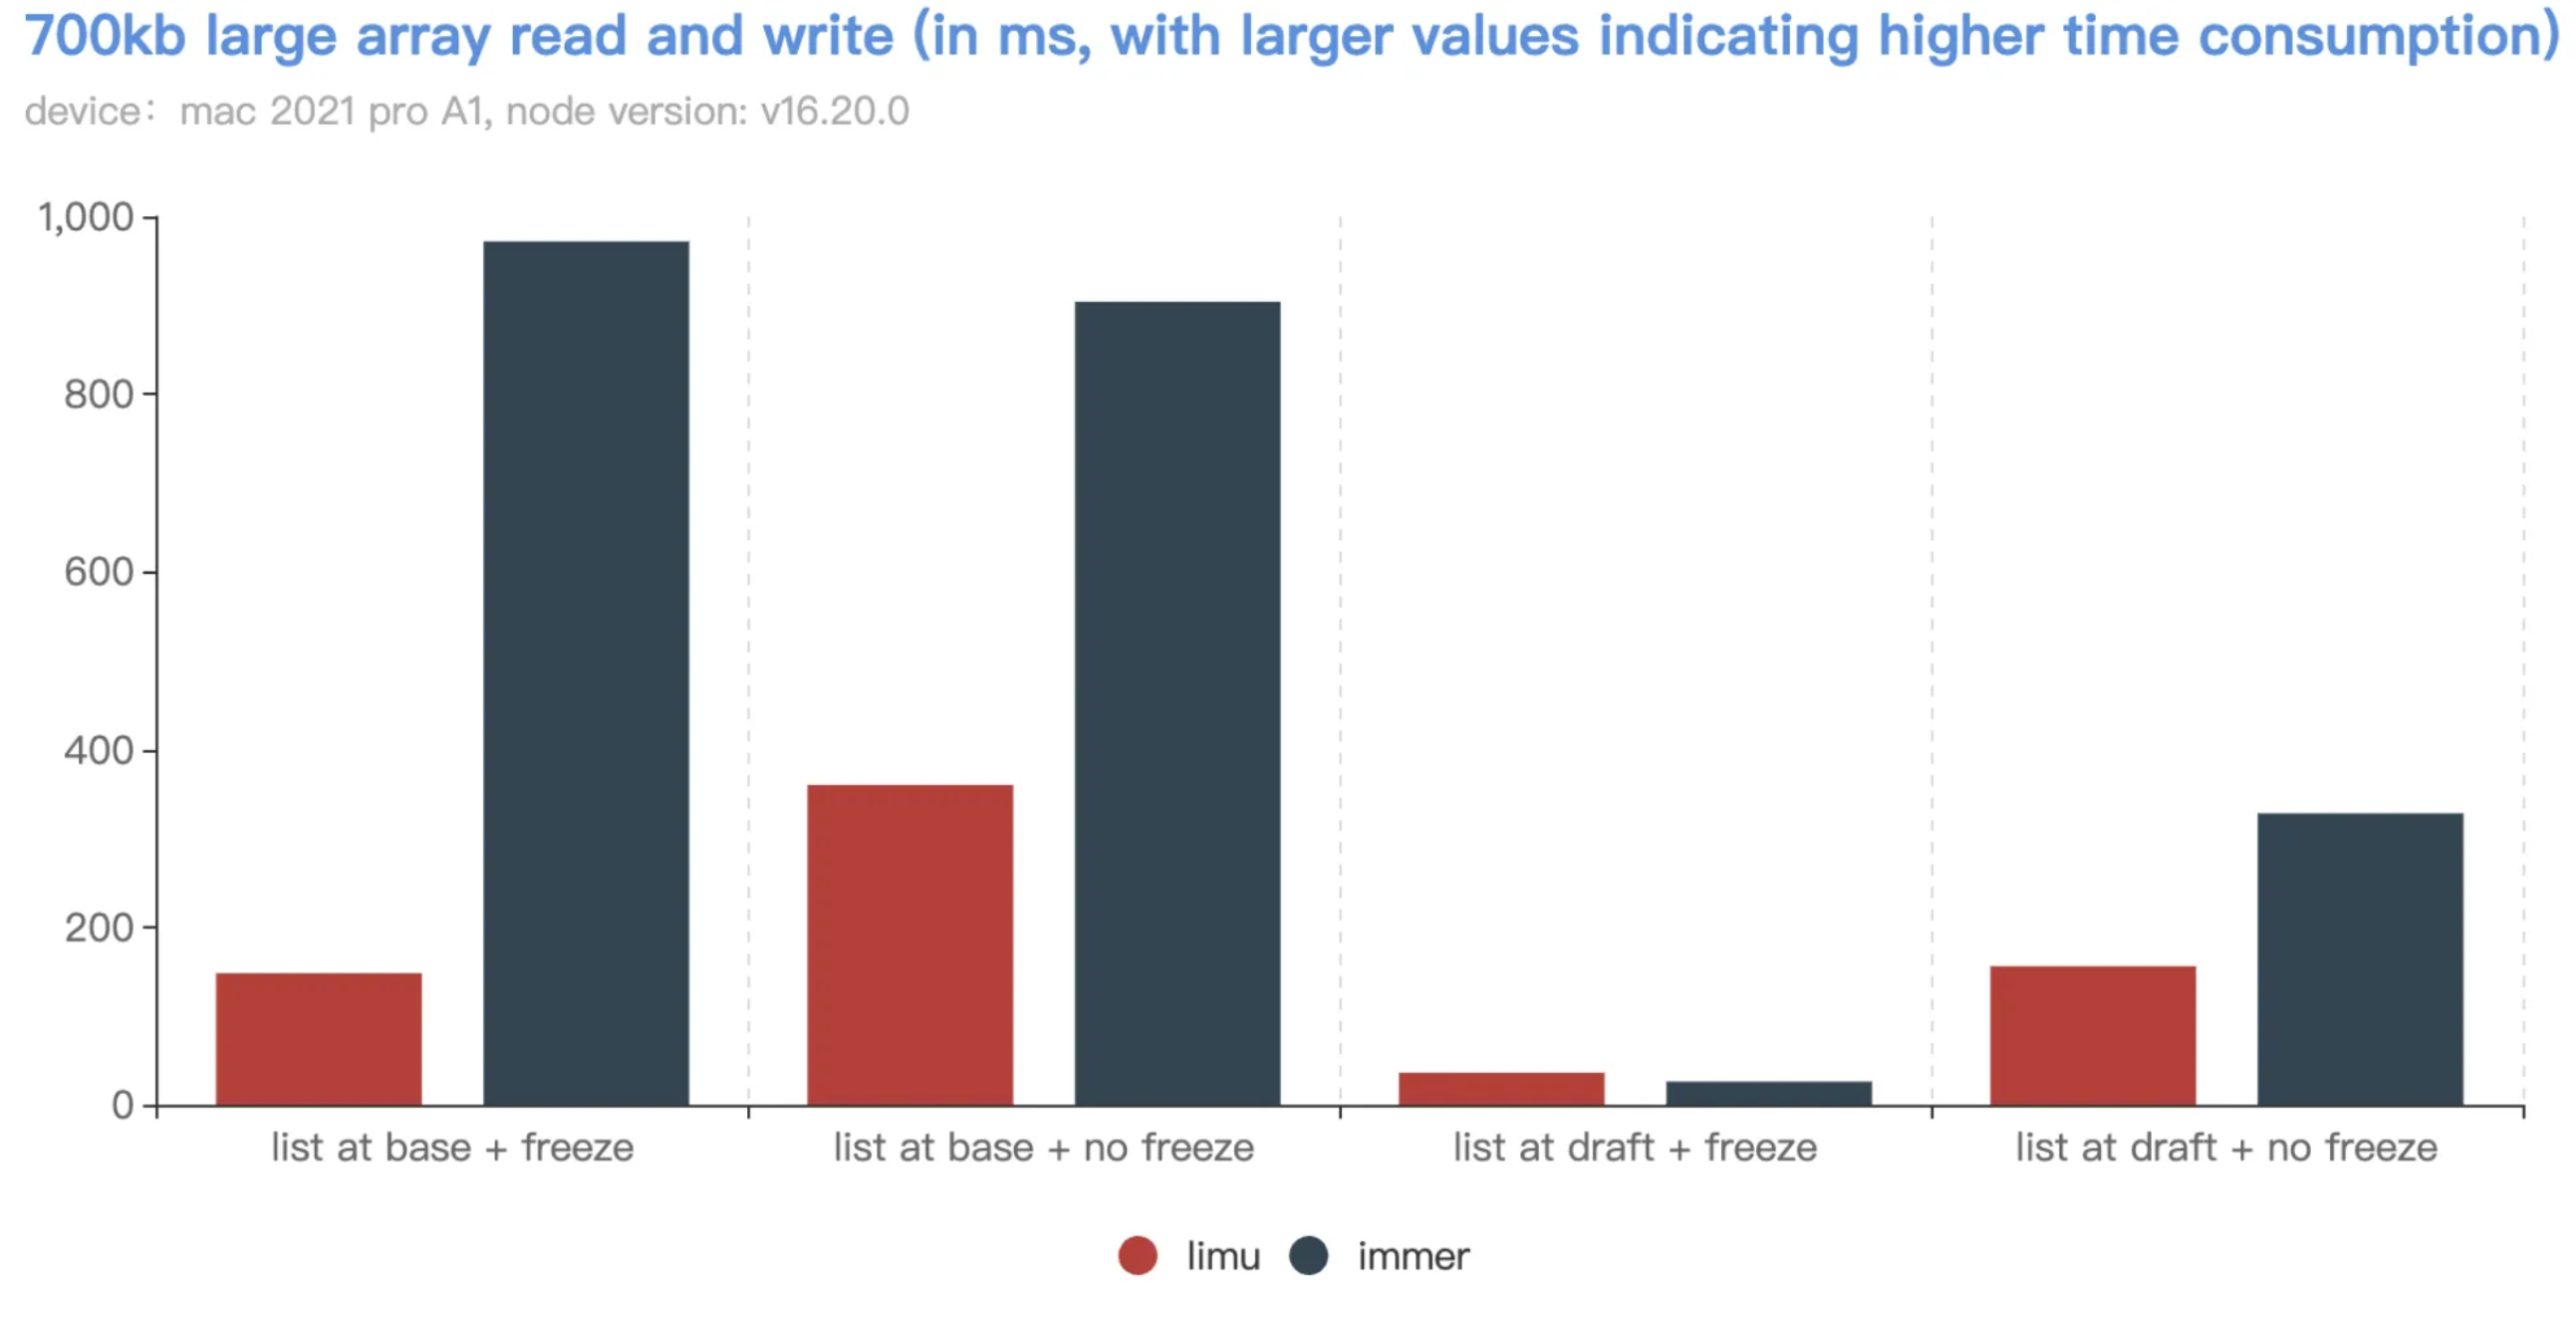 700kb large array read and write (in ms, with larger values indicating higher time consumption)
device： mac 2021 pro A1, node version: v16.20.0
1,000
800
600
400
200
0
list at base + freeze
list at base + no freeze
list at draft + freeze
list at draft + no freeze
limu
immer